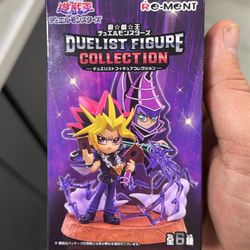 遊☆戯☆王
デュエルモンスターズ
RE-MENT
遊☆戯☆王
デュエルモンスターズ
DUELIST FIGURE
COLLECTION
デュエリストフィギュアコレクション
全6種